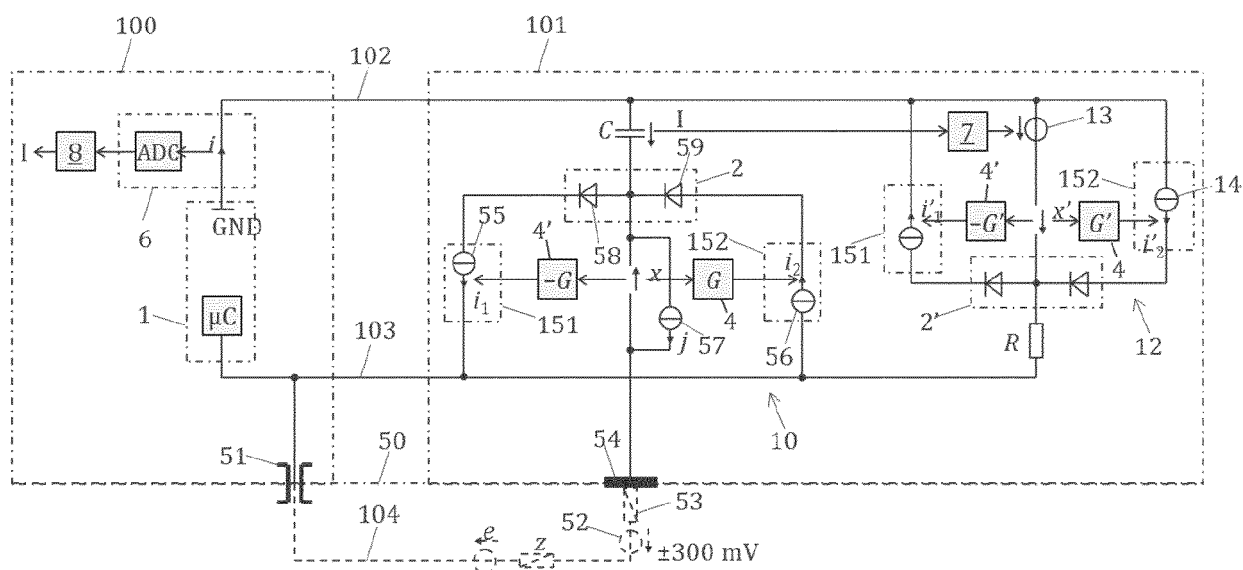 100
102
101
I
8
ADC
i
6
GND
1
µC
103
C
I
59
2
55
58
4'
-G
x
G
4
152
i₂
i₁
151
57
j
56
7
13
4'
-G'
x'
G'
4
152
14
i'₁
i'₂
151
2'
R
12
10
51
50
54
53
52
104
e
z
±300 mV